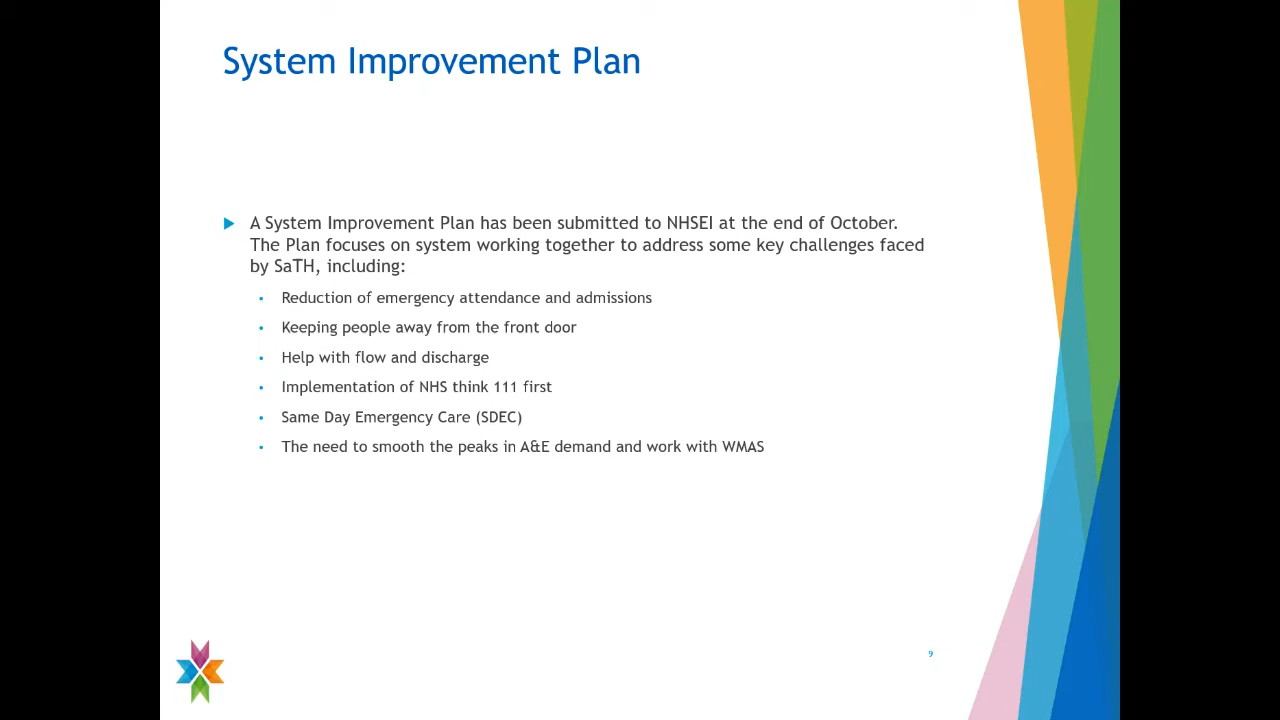 System Improvement Plan
A System Improvement Plan has been submitted to NHSEI at the end of October.
The Plan focuses on system working together to address some key challenges faced
by SaTH, including:
Reduction of emergency attendance and admissions
Keeping people away from the front door
Help with flow and discharge
Implementation of NHS think 111 first
Same Day Emergency Care (SDEC)
The need to smooth the peaks in A&E demand and work with WMAS
9